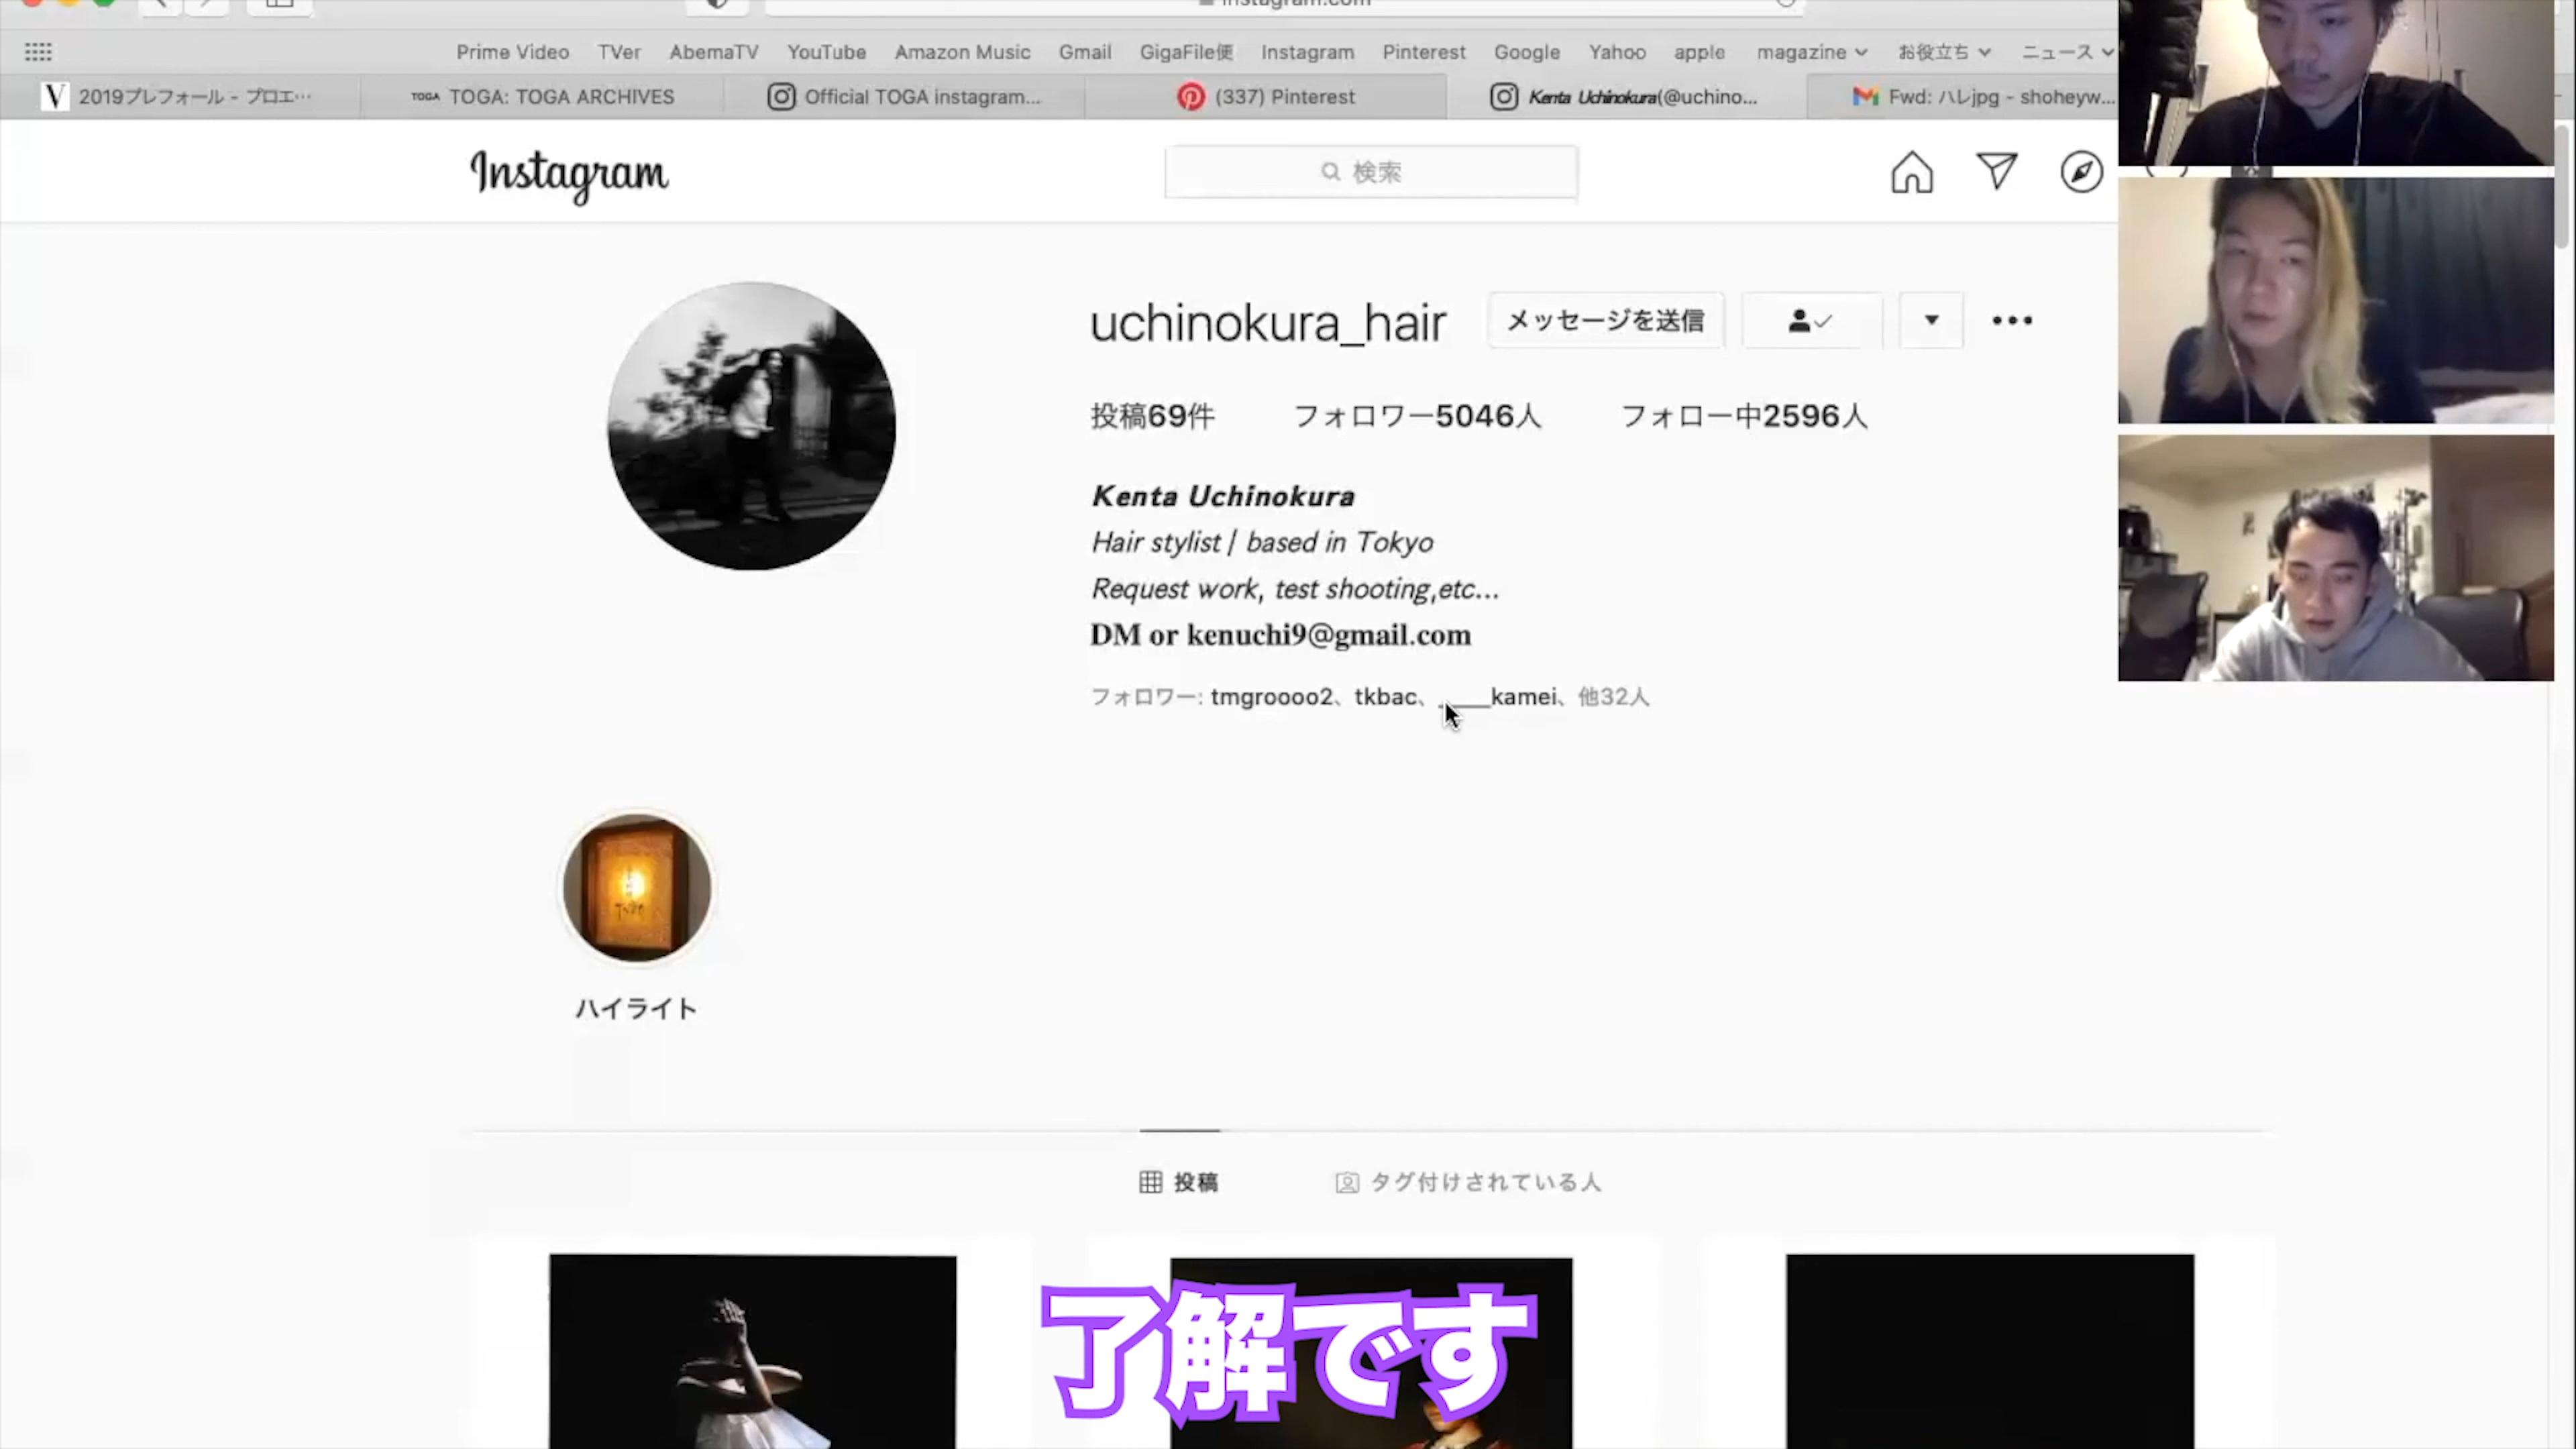 Prime Video TVer AbemaTV YouTube Amazon Music Gmail GigaFile便 Instagram Pinterest Google Yahoo apple magazine お役立ち ニュース
2019プレフォール - プロエ… TOGA TOGA: TOGA ARCHIVES Official TOGA instagram... (337) Pinterest Kenta Uchinokura(@uchino... Fwd: ハレjpg - shoheyw...
Instagram
検索
uchinokura_hair メッセージを送信
投稿69件 フォロワー5046人 フォロー中2596人
Kenta Uchinokura
Hair stylist | based in Tokyo
Request work, test shooting,etc...
DM or kenuchi9@gmail.com
フォロワー: tmgroooo2、tkbac、____kamei、他32人
ハイライト
投稿 タグ付けされている人
了解です